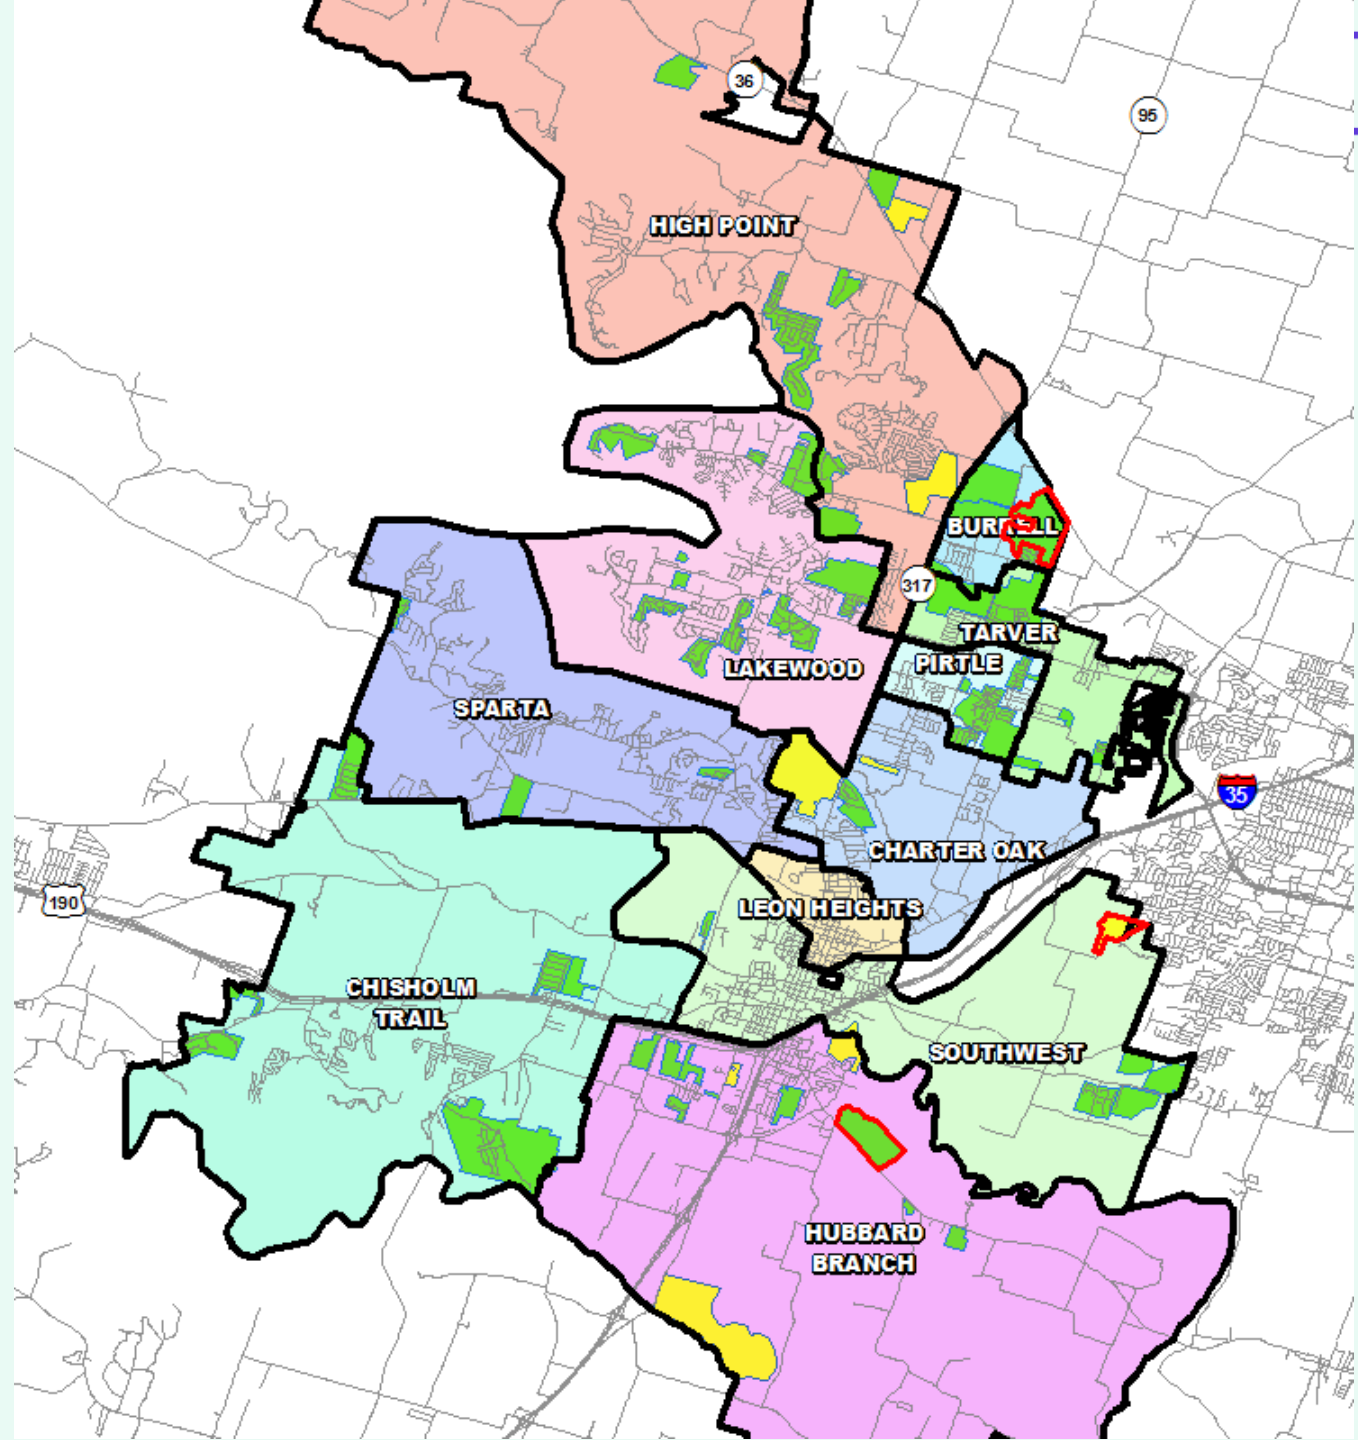 36
95
HIGH POINT
BURRELL
317
TARVER
PIRTLE
LAKEWOOD
SPARTA
35
CHARTER OAK
190
LEON HEIGHTS
CHISHOLM
TRAIL
SOUTHWEST
HUBBARD
BRANCH